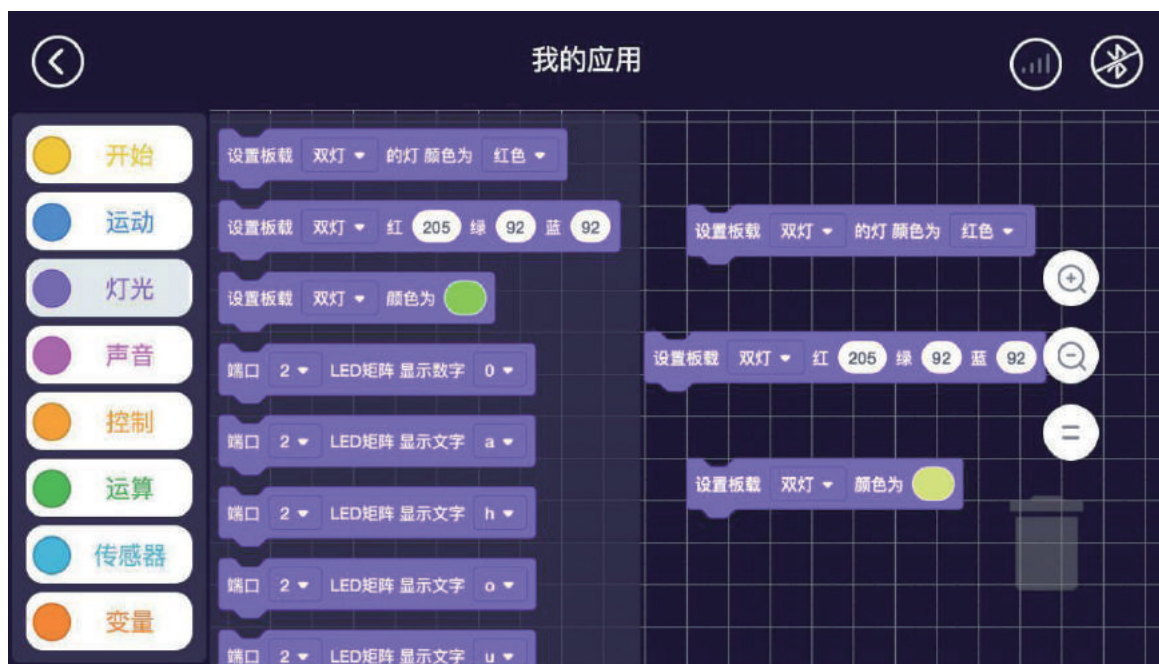 我的应用
开始
运动
灯光
声音
控制
运算
传感器
变量
设置板载 双灯 的灯 颜色为 红色
设置板载 双灯 红 205 绿 92 蓝 92
设置板载 双灯 颜色为
端口 2 LED矩阵 显示数字 0
端口 2 LED矩阵 显示文字 a
端口 2 LED矩阵 显示文字 h
端口 2 LED矩阵 显示文字 o
端口 2 LED矩阵 显示文字 u
设置板载 双灯 的灯 颜色为 红色
设置板载 双灯 红 205 绿 92 蓝 92
设置板载 双灯 颜色为